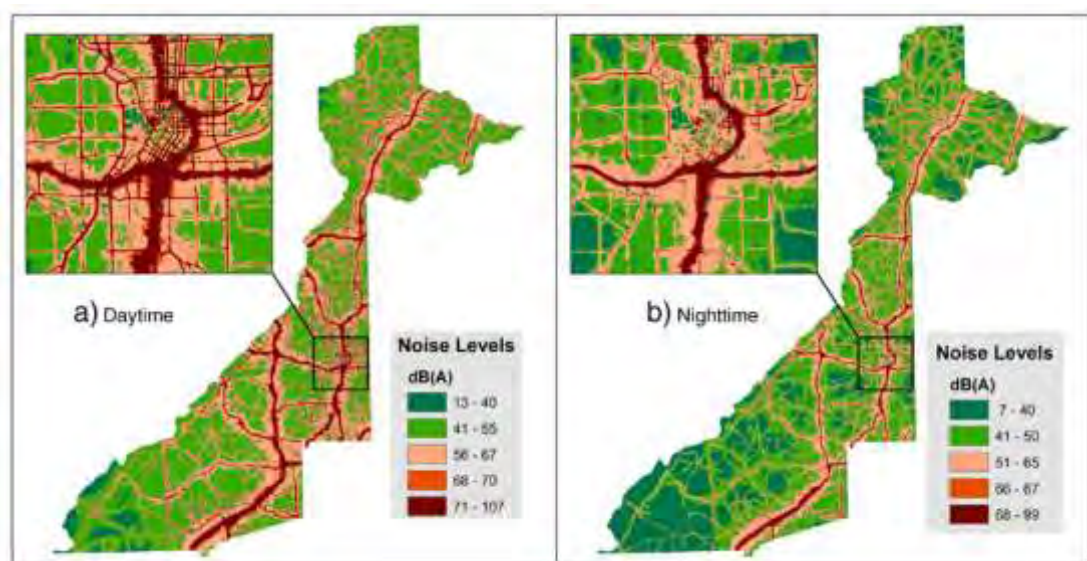 a) Daytime
Noise Levels
dB(A)
13 - 40
41 - 55
56 - 67
68 - 70
71 - 107
b) Nighttime
Noise Levels
dB(A)
7 - 40
41 - 50
51 - 65
66 - 67
68 - 99